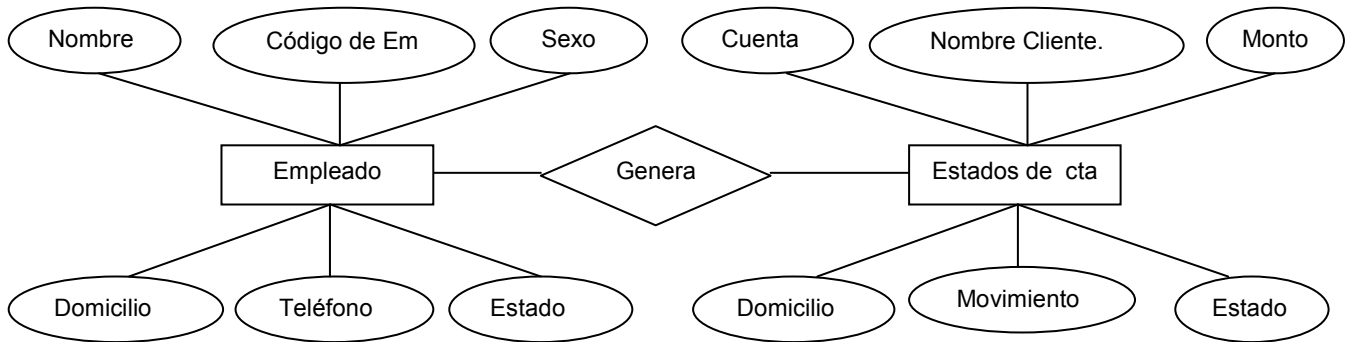 Nombre
Código de Em
Sexo
Cuenta
Nombre Cliente.
Monto
Empleado
Genera
Estados de cta
Domicilio
Teléfono
Estado
Domicilio
Movimiento
Estado